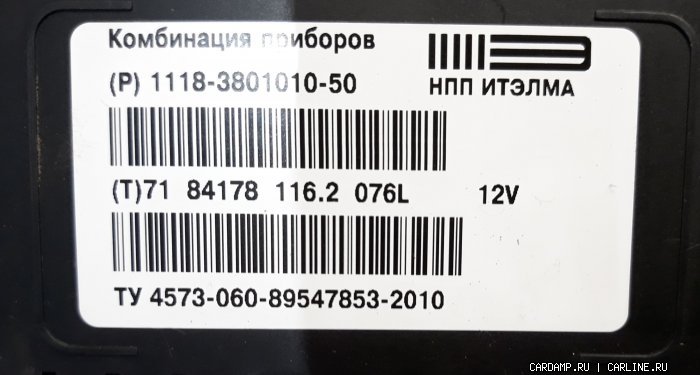 Комбинация приборов
(P) 1118-3801010-50
НПП ИТЭЛМА
(T)71 84178 116.2 076L 12V
ТУ 4573-060-89547853-2010
CARDAMP.RU | CARLINE.RU